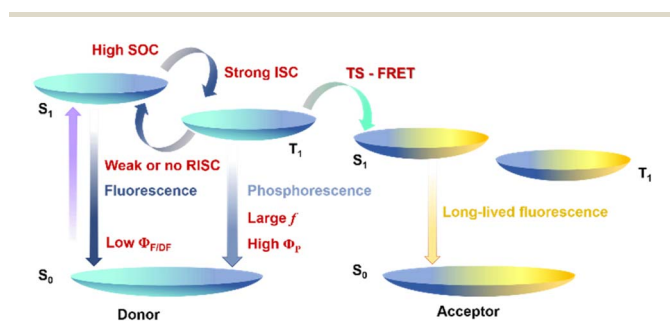 High SOC
Strong ISC
TS - FRET
S1
T1
S1
T1
Weak or no RISC
Fluorescence
Phosphorescence
Long-lived fluorescence
Large f
Low ΦF/DF
High ΦP
S0
S0
Donor
Acceptor